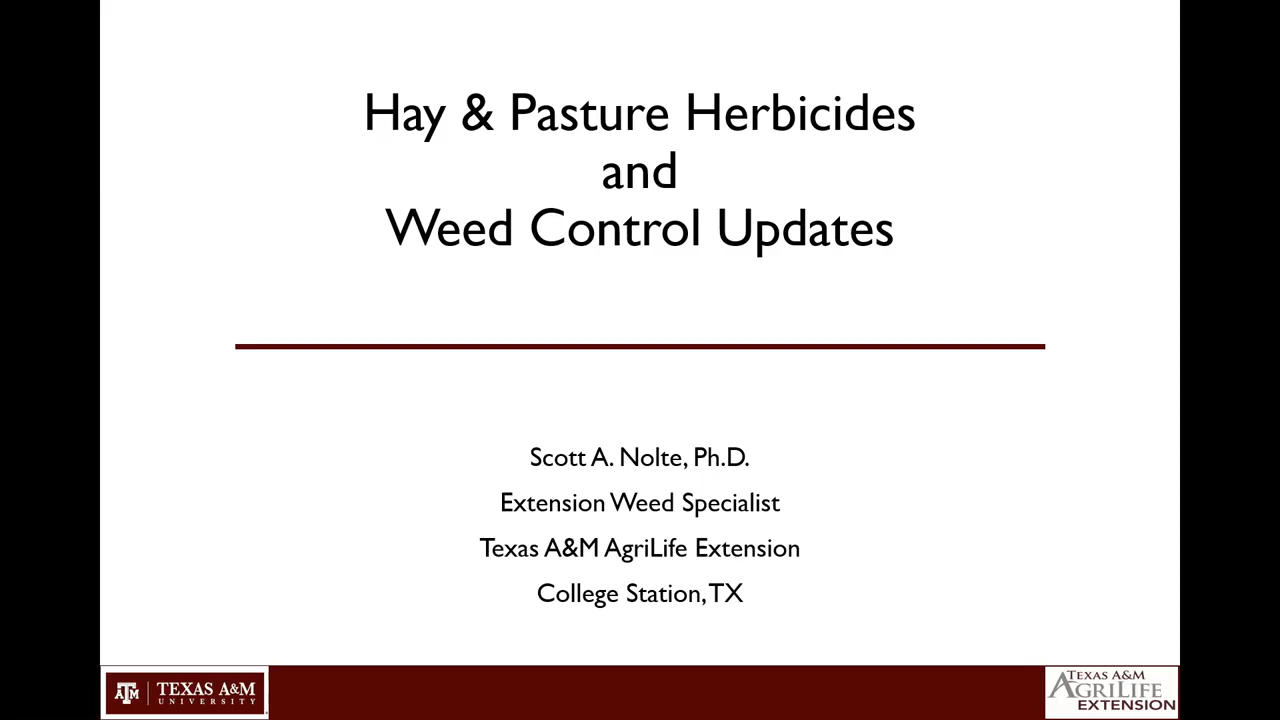 Hay & Pasture Herbicides
and
Weed Control Updates
Scott A. Nolte, Ph.D.
Extension Weed Specialist
Texas A&M AgriLife Extension
College Station, TX
ATM
TEXAS A&M
UNIVERSITY
TEXAS A&M
AGRILIFE
EXTENSION